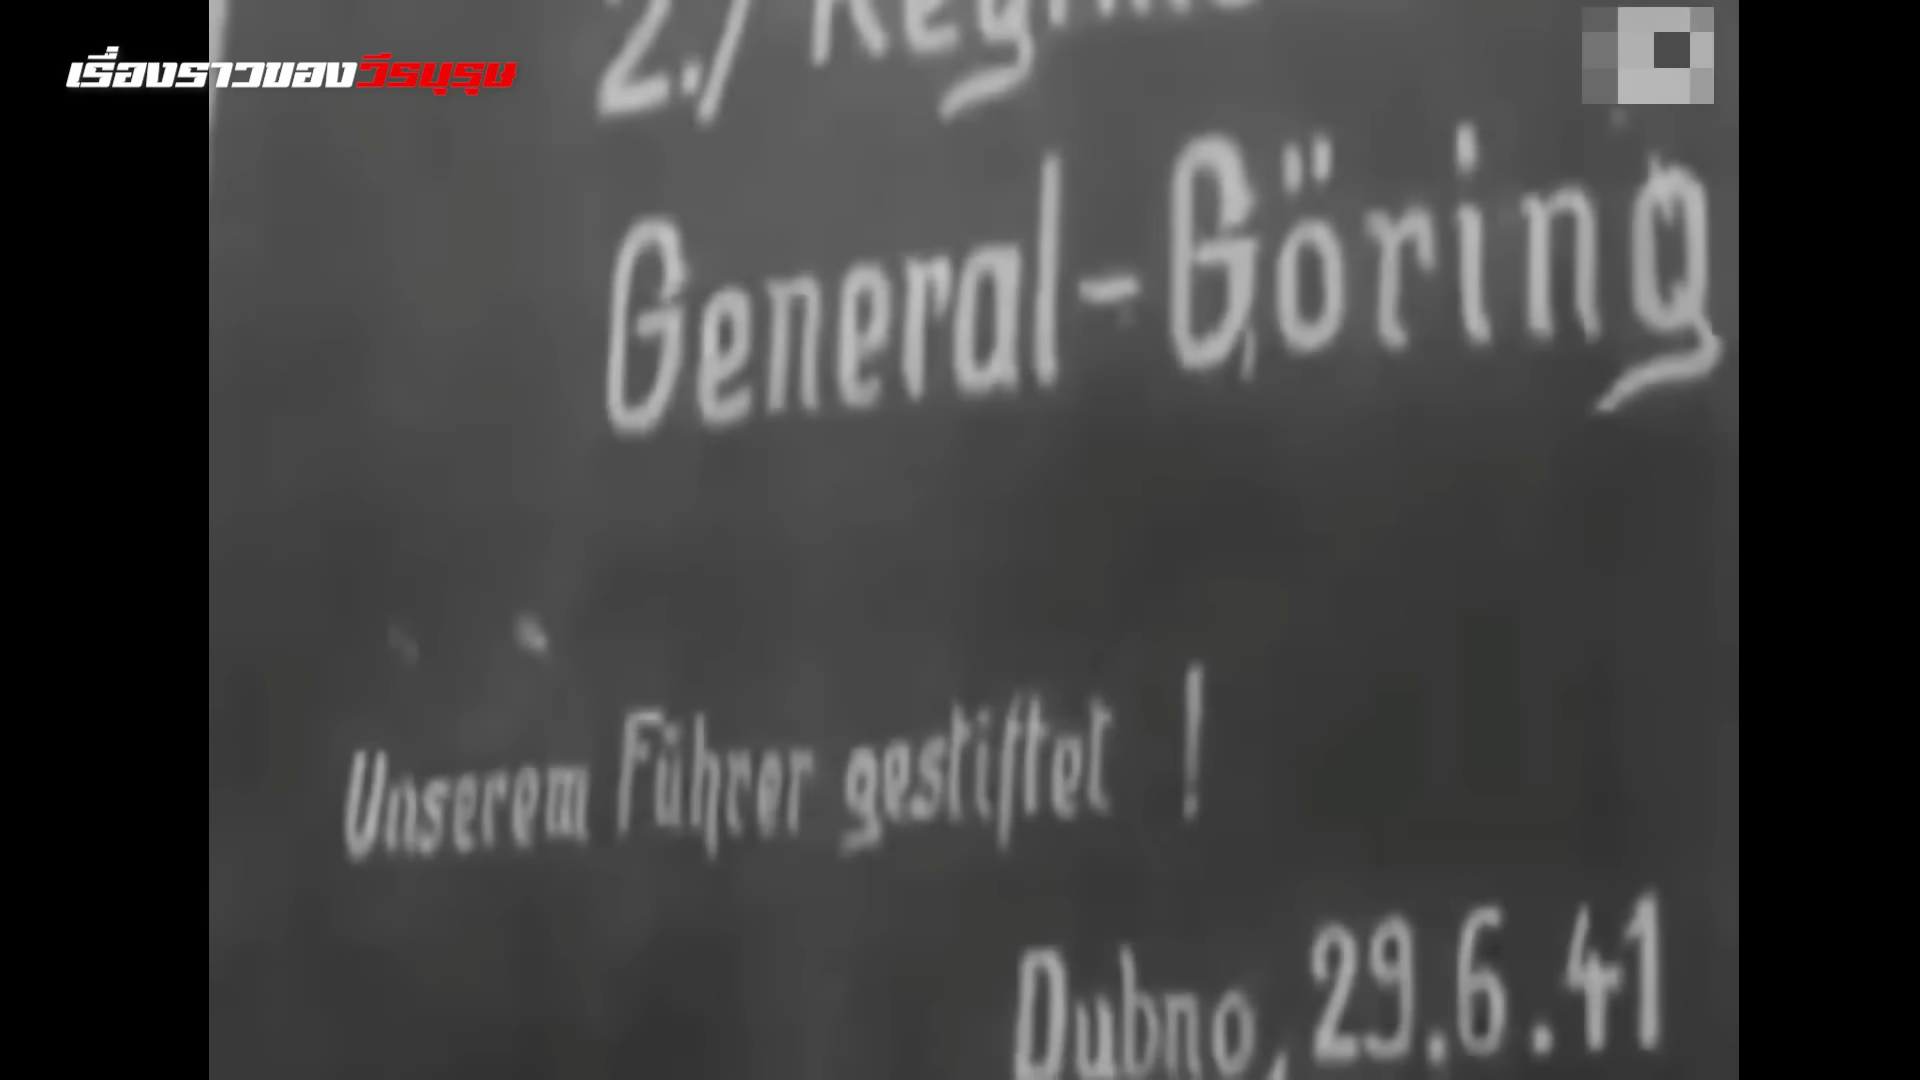 เรื่องราวของวีรบุรุษ
2./
General-Göring
Unserem Führer gestiftet !
Dubno, 29.6.41